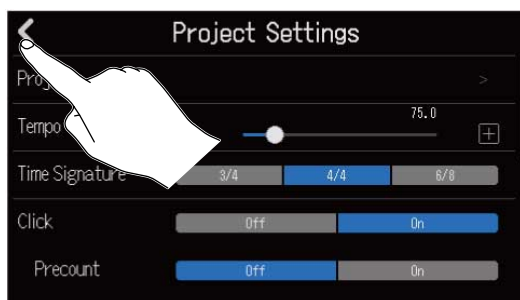 Project Settings
>
Tempo
75.0
Time Signature 3/4 4/4 6/8
Click Off On
Precount Off On